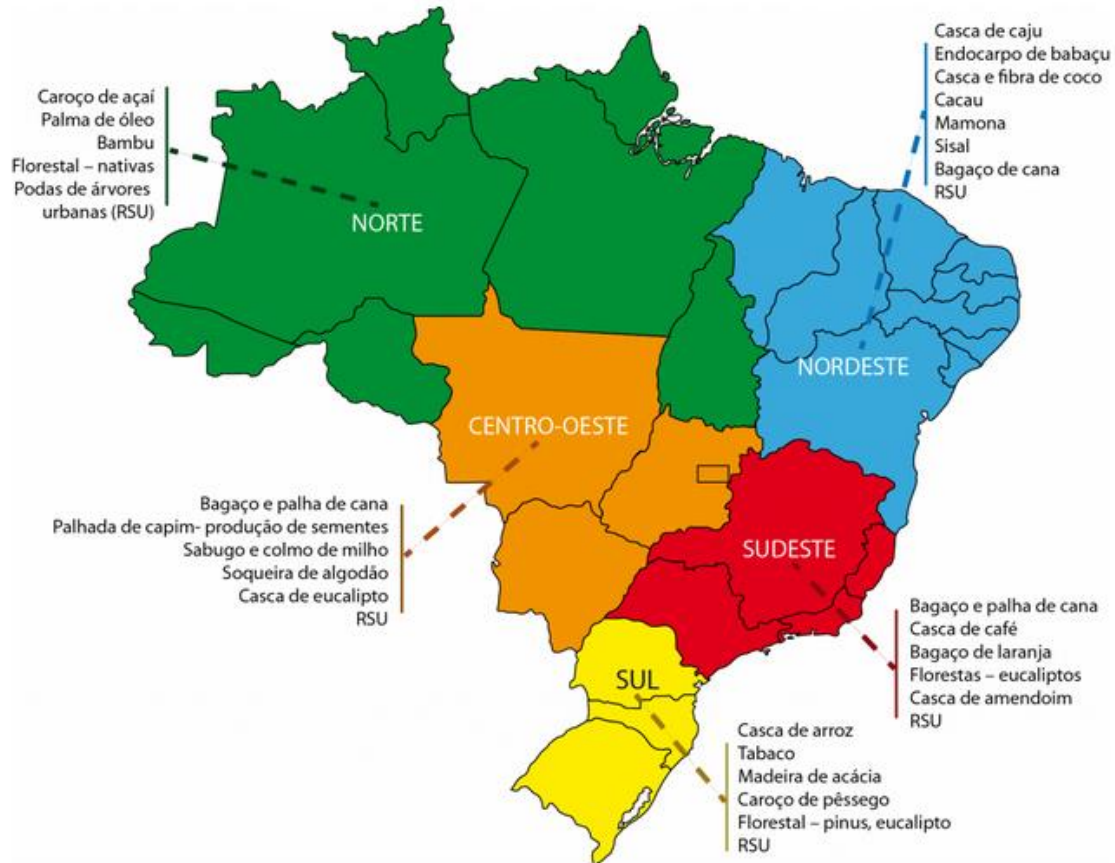 Caroço de açaí
Palma de óleo
Bambu
Florestal – nativas
Podas de árvores
urbanas (RSU)
NORTE
Casca de caju
Endocarpo de babaçu
Casca e fibra de coco
Cacau
Mamona
Sisal
Bagaço de cana
RSU
NORDESTE
CENTRO-OESTE
Bagaço e palha de cana
Palhada de capim- produção de sementes
Sabugo e colmo de milho
Soqueira de algodão
Casca de eucalipto
RSU
SUDESTE
Bagaço e palha de cana
Casca de café
Bagaço de laranja
Florestas – eucaliptos
Casca de amendoim
RSU
SUL
Casca de arroz
Tabaco
Madeira de acácia
Caroço de pêssego
Florestal – pinus, eucalipto
RSU